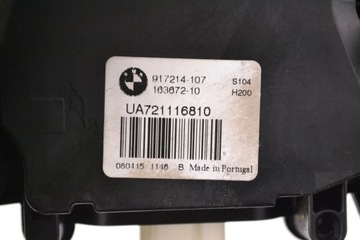 917214-107 S104
163672-10 H200
UA721116810
080415 1146 B Made in Portugal